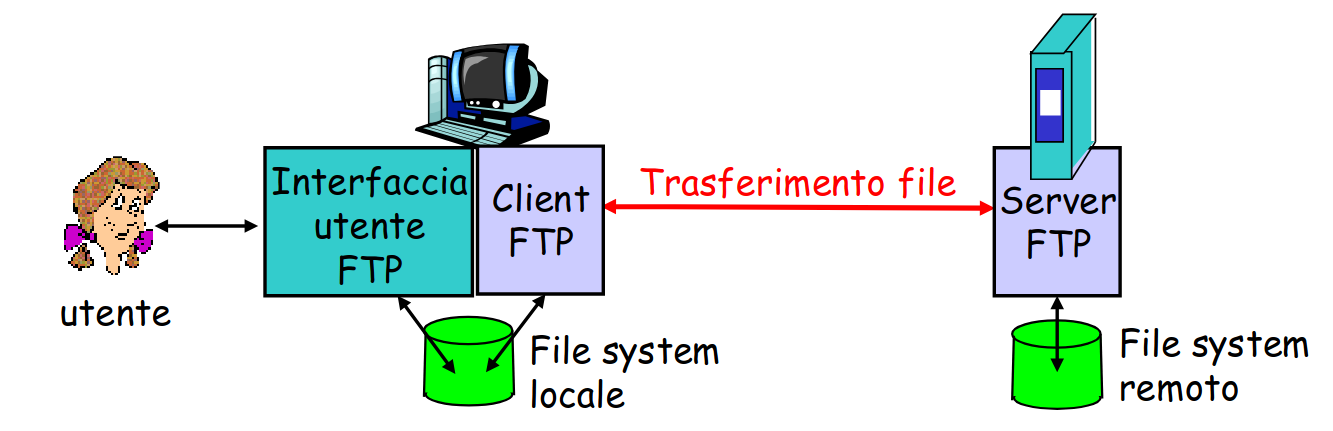 utente
Interfaccia
utente
FTP
Client
FTP
Trasferimento file
Server
FTP
File system
locale
File system
remoto